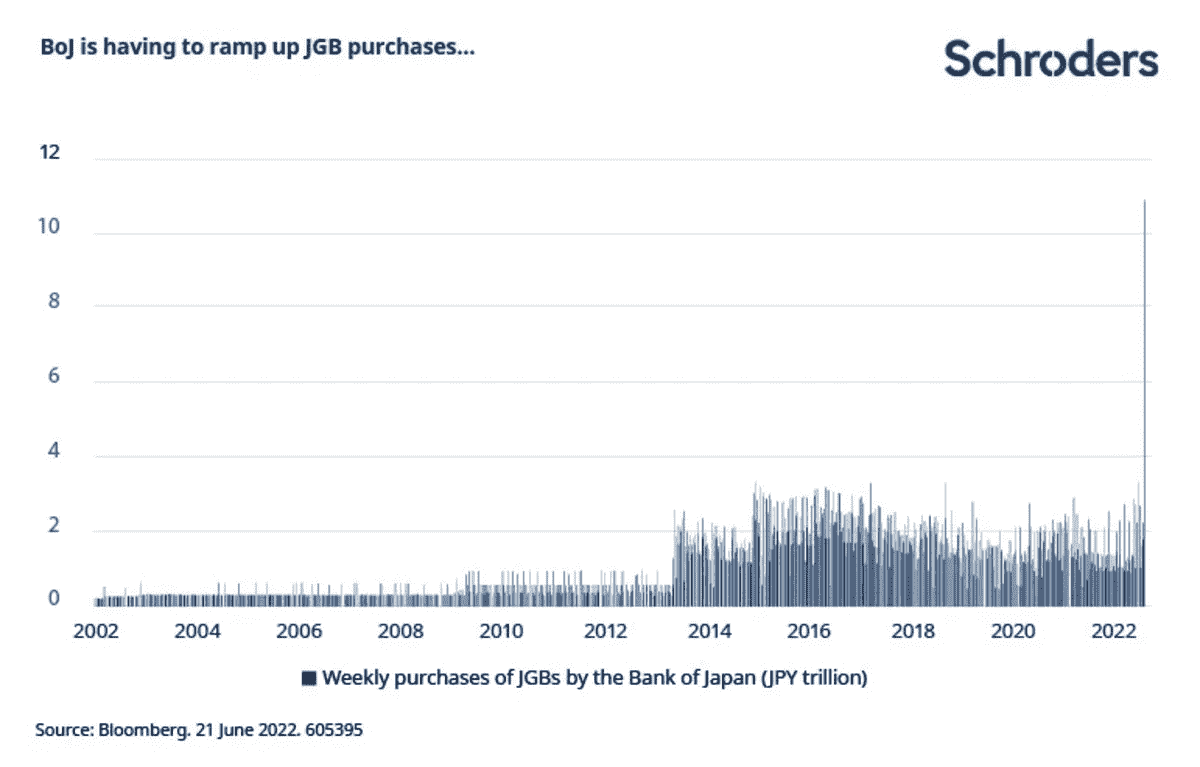 BoJ is having to ramp up JGB purchases...
Schroders
12
10
8
6
4
2
0
2002 2004 2006 2008 2010 2012 2014 2016 2018 2020 2022
Weekly purchases of JGBs by the Bank of Japan (JPY trillion)
Source: Bloomberg. 21 June 2022. 605395